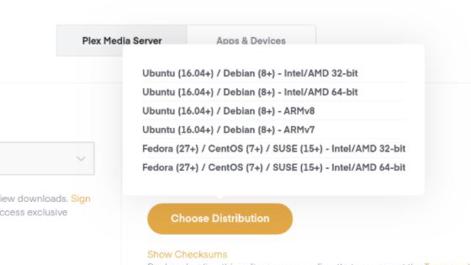 Plex Media Server
Apps & Devices
Ubuntu (16.04+) / Debian (8+) - Intel/AMD 32-bit
Ubuntu (16.04+) / Debian (8+) - Intel/AMD 64-bit
Ubuntu (16.04+) / Debian (8+) - ARMv8
Ubuntu (16.04+) / Debian (8+) - ARMv7
Fedora (27+) / CentOS (7+) / SUSE (15+) - Intel/AMD 32-bit
Fedora (27+) / CentOS (7+) / SUSE (15+) - Intel/AMD 64-bit
iew downloads. Sign
ccess exclusive
Choose Distribution
Show Checksums